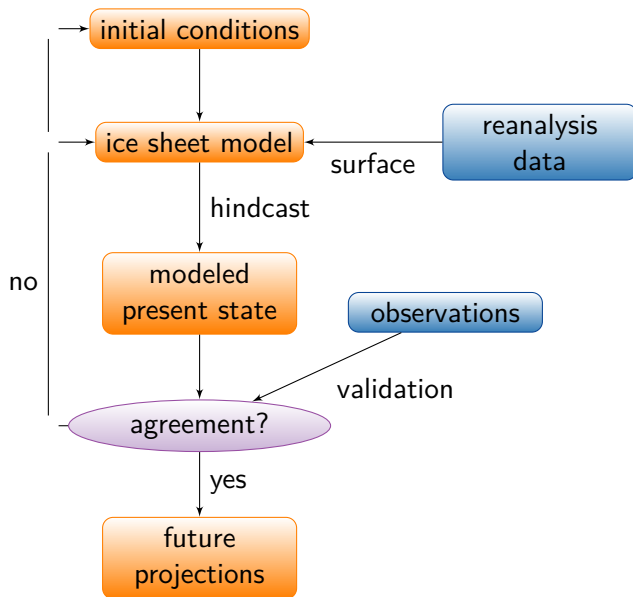 initial conditions
ice sheet model
reanalysis
data
surface
hindcast
modeled
present state
no
observations
validation
agreement?
yes
future
projections